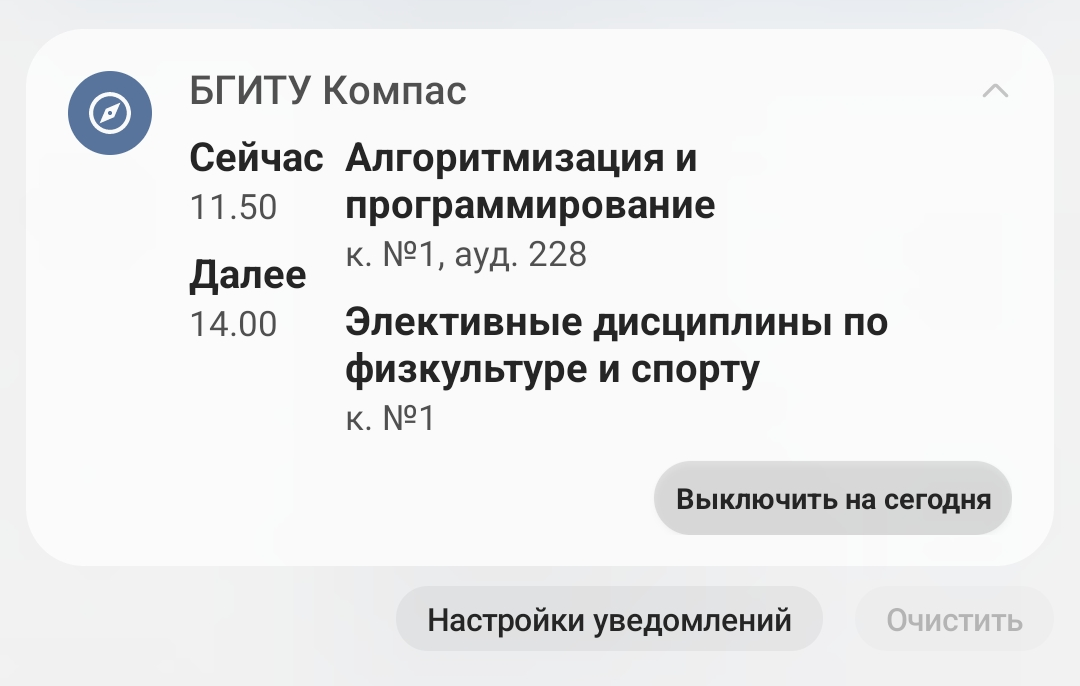 БГИТУ Компас
Сейчас
11.50
Алгоритмизация и
программирование
к. №1, ауд. 228
Далее
14.00
Элективные дисциплины по
физкультуре и спорту
к. №1
Выключить на сегодня
Настройки уведомлений
Очистить